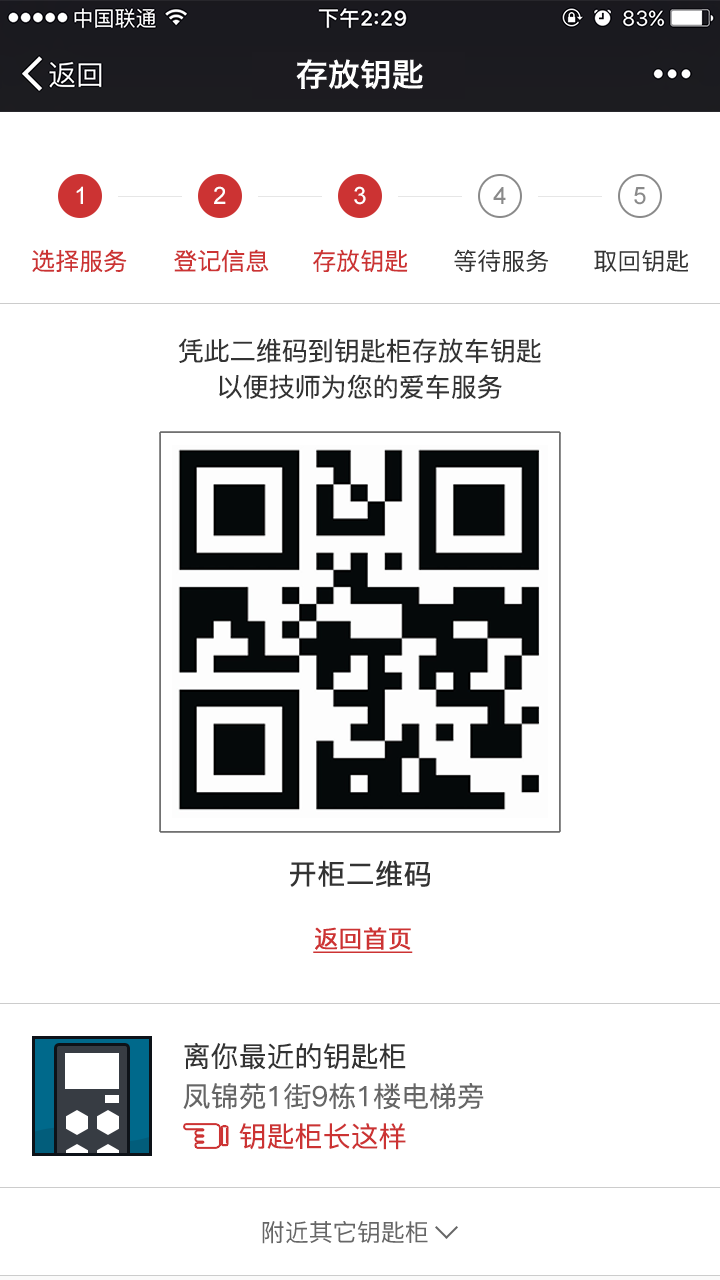 中国联通 下午2:29 83%
返回 存放钥匙
1 2 3 4 5
选择服务 登记信息 存放钥匙 等待服务 取回钥匙
凭此二维码到钥匙柜存放车钥匙
以便技师为您的爱车服务
开柜二维码
返回首页
离你最近的钥匙柜
凤锦苑1街9栋1楼电梯旁
钥匙柜长这样
附近其它钥匙柜